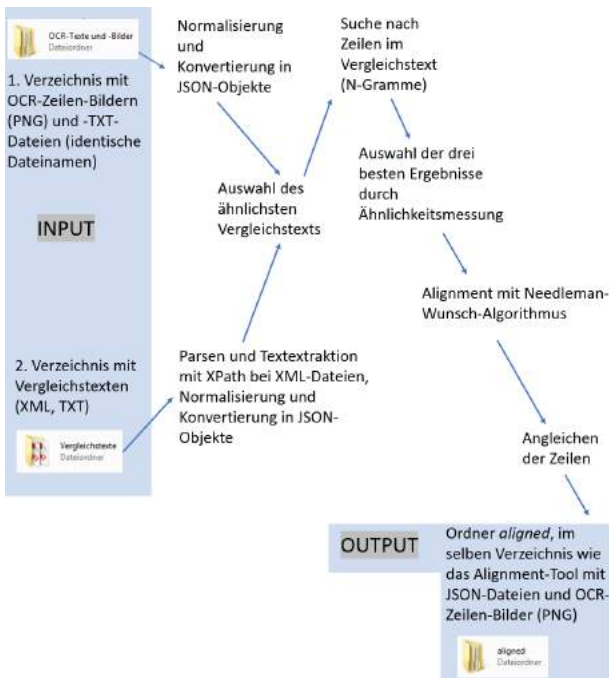 OCR-Texte und -Bilder
Dateiordner
1. Verzeichnis mit
OCR-Zeilen-Bildern
(PNG) und -TXT-
Dateien (identische
Dateinamen)
INPUT
2. Verzeichnis mit
Vergleichstexten
(XML, TXT)
Vergleichstexte
Dateiordner
Normalisierung
und
Konvertierung in
JSON-Objekte
Auswahl des
ähnlichsten
Vergleichstexts
Parsen und Textextraktion
mit XPath bei XML-Dateien,
Normalisierung und
Konvertierung in JSON-
Objekte
Suche nach
Zeilen im
Vergleichstext
(N-Gramme)
Auswahl der drei
besten Ergebnisse
durch
Ähnlichkeitsmessung
Alignment mit Needleman-
Wunsch-Algorithmus
Angleichen
der Zeilen
OUTPUT
Ordner aligned, im
selben Verzeichnis wie
das Alignment-Tool mit
JSON-Dateien und OCR-
Zeilen-Bilder (PNG)
aligned
Dateiordner